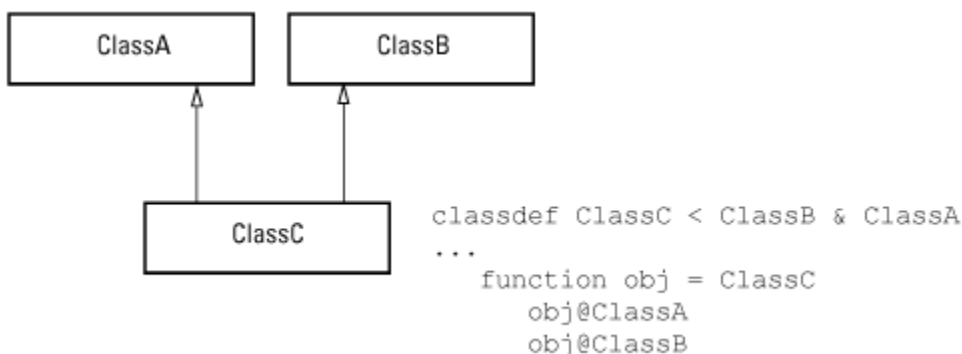 ClassA
ClassB
ClassC
classdef ClassC < ClassB & ClassA
...
function obj = ClassC
obj@ClassA
obj@ClassB